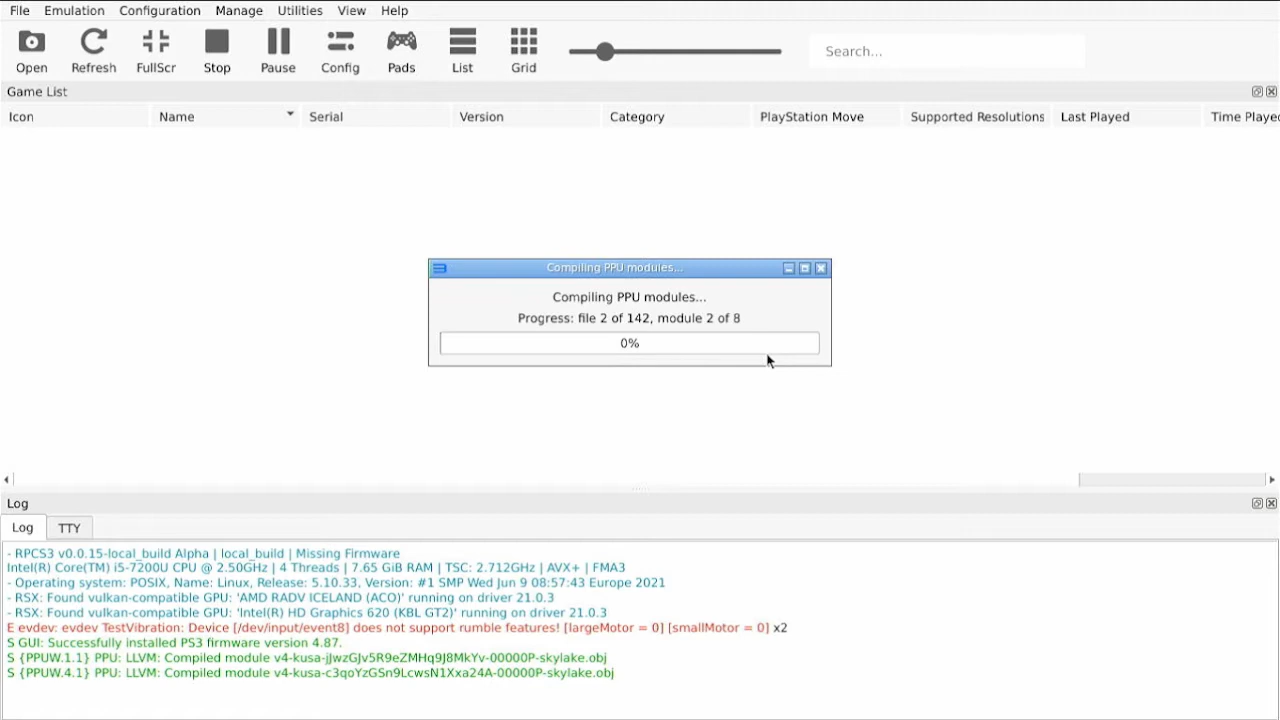 File Emulation Configuration Manage Utilities View Help
Open Refresh FullScr Stop Pause Config Pads List Grid Search...
Game List
Icon Name Serial Version Category PlayStation Move Supported Resolutions Last Played Time Playe
Compiling PPU modules...
Compiling PPU modules...
Progress: file 2 of 142, module 2 of 8
0%
Log
Log TTY
- RPCS3 v0.0.15-local_build Alpha | local_build | Missing Firmware
Intel(R) Core(TM) i5-7200U CPU @ 2.50GHz | 4 Threads | 7.65 GiB RAM | TSC: 2.712GHz | AVX+ | FMA3
- Operating system: POSIX, Name: Linux, Release: 5.10.33, Version: #1 SMP Wed Jun 9 08:57:43 Europe 2021
- RSX: Found vulkan-compatible GPU: 'AMD RADV ICELAND (ACO)' running on driver 21.0.3
- RSX: Found vulkan-compatible GPU: 'Intel(R) HD Graphics 620 (KBL GT2)' running on driver 21.0.3
E evdev: evdev TestVibration: Device [/dev/input/event8] does not support rumble features! [largeMotor = 0] [smallMotor = 0] x2
S GUI: Successfully installed PS3 firmware version 4.87.
S {PPUW.1.1} PPU: LLVM: Compiled module v4-kusa-jJwzGJv5R9eZMHq9J8MkYv-00000P-skylake.obj
S {PPUW.4.1} PPU: LLVM: Compiled module v4-kusa-c3qoYzGSn9LcwsN1Xxa24A-00000P-skylake.obj